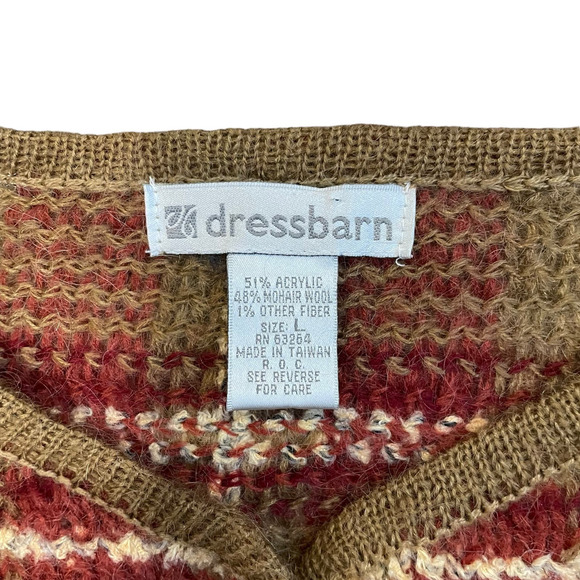 dressbarn
51% ACRYLIC
48% MOHAIR WOOL
1% OTHER FIBER
SIZE: L
RN 63264
MADE IN TAIWAN
R. O. C.
SEE REVERSE
FOR CARE